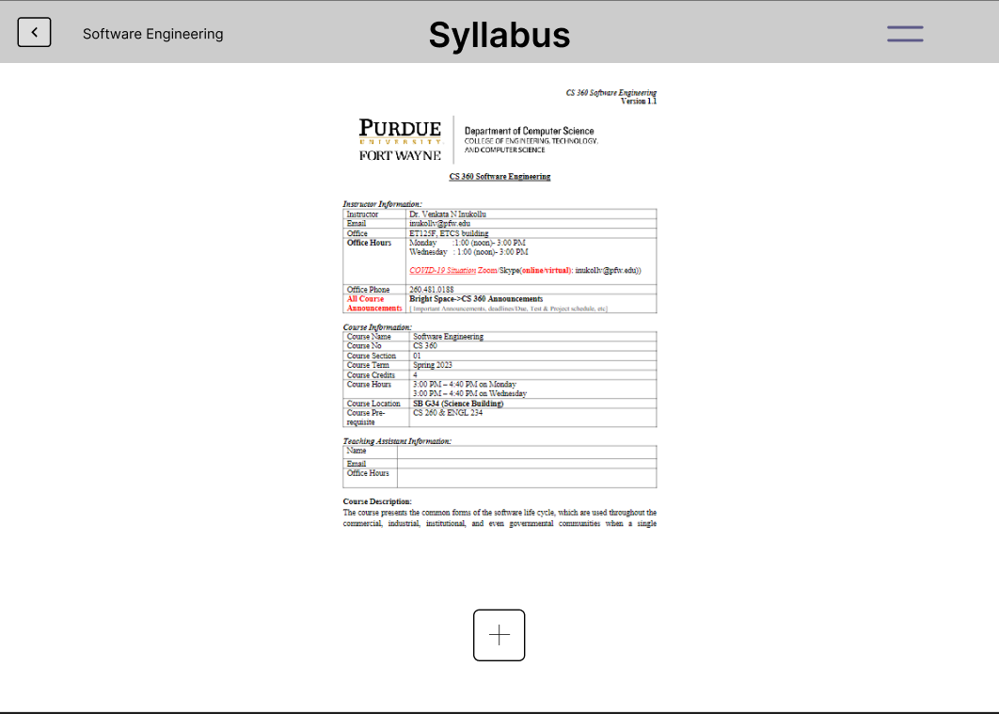 Software Engineering
Syllabus
CS 360 Software Engineering
Version 1.1
PURDUE
UNIVERSITY
FORT WAYNE
Department of Computer Science
COLLEGE OF ENGINEERING, TECHNOLOGY,
AND COMPUTER SCIENCE
CS 360 Software Engineering
Instructor Information:
Instructor Dr. Venkata N Inukollu
Email inukollv@pfw.edu
Office ET125F, ETCS building
Office Hours Monday :1:00 (noon)- 3:00 PM
Wednesday : 1:00 (noon)- 3:00 PM
COVID-19 Situation Zoom/Skype(online/virtual): inukollv@pfw.edu))
Office Phone 260.481.0188
All Course Bright Space->CS 360 Announcements
Announcements [ Important Announcements, deadlines/Due, Test & Project schedule, etc]
Course Information:
Course Name Software Engineering
Course No CS 360
Course Section 01
Course Term Spring 2023
Course Credits 4
Course Hours 3:00 PM – 4:40 PM on Monday
3:00 PM – 4:40 PM on Wednesday
Course Location SB G34 (Science Building)
Course Pre- CS 260 & ENGL 234
requisite
Teaching Assistant Information:
Name
Email
Office Hours
Course Description:
The course presents the common forms of the software life cycle, which are used throughout the
commercial, industrial, institutional, and even governmental communities when a single